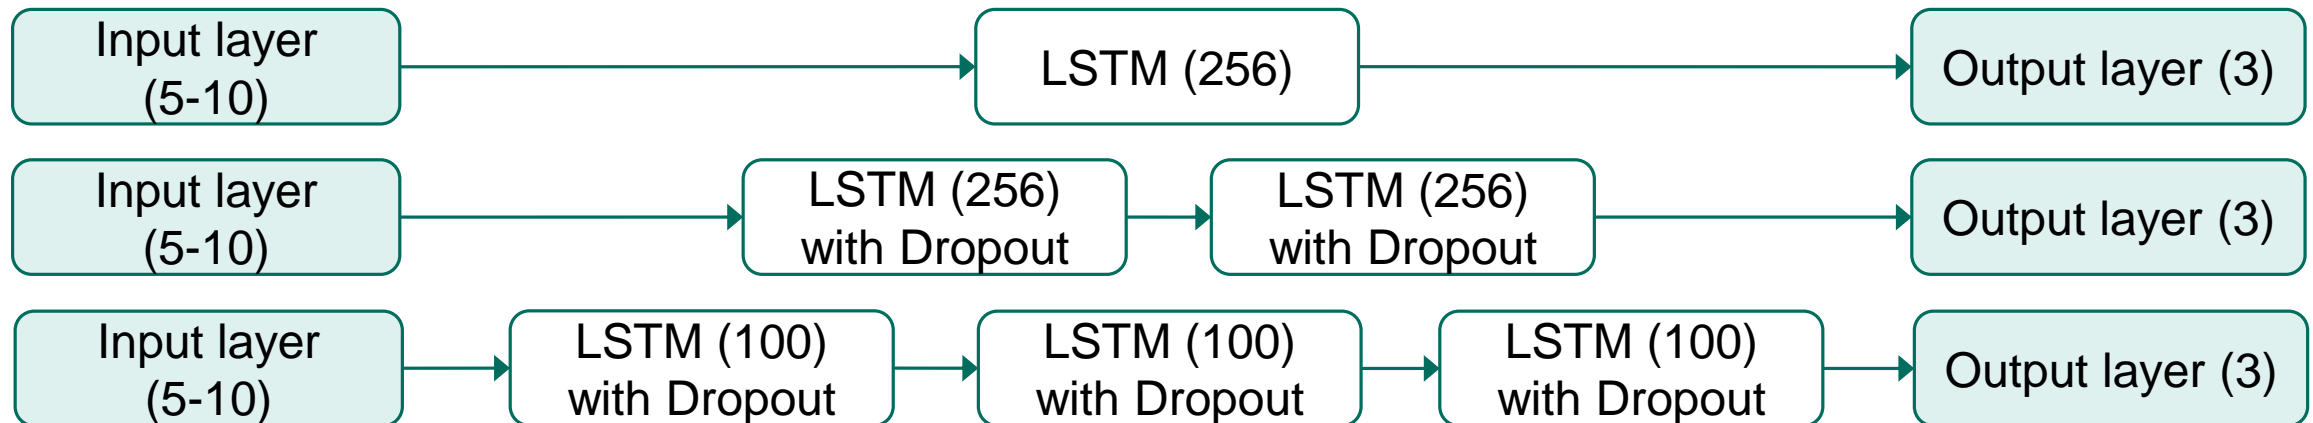 Input layer
(5-10)
LSTM (256)
Output layer (3)
Input layer
(5-10)
LSTM (256)
with Dropout
LSTM (256)
with Dropout
Output layer (3)
Input layer
(5-10)
LSTM (100)
with Dropout
LSTM (100)
with Dropout
LSTM (100)
with Dropout
Output layer (3)